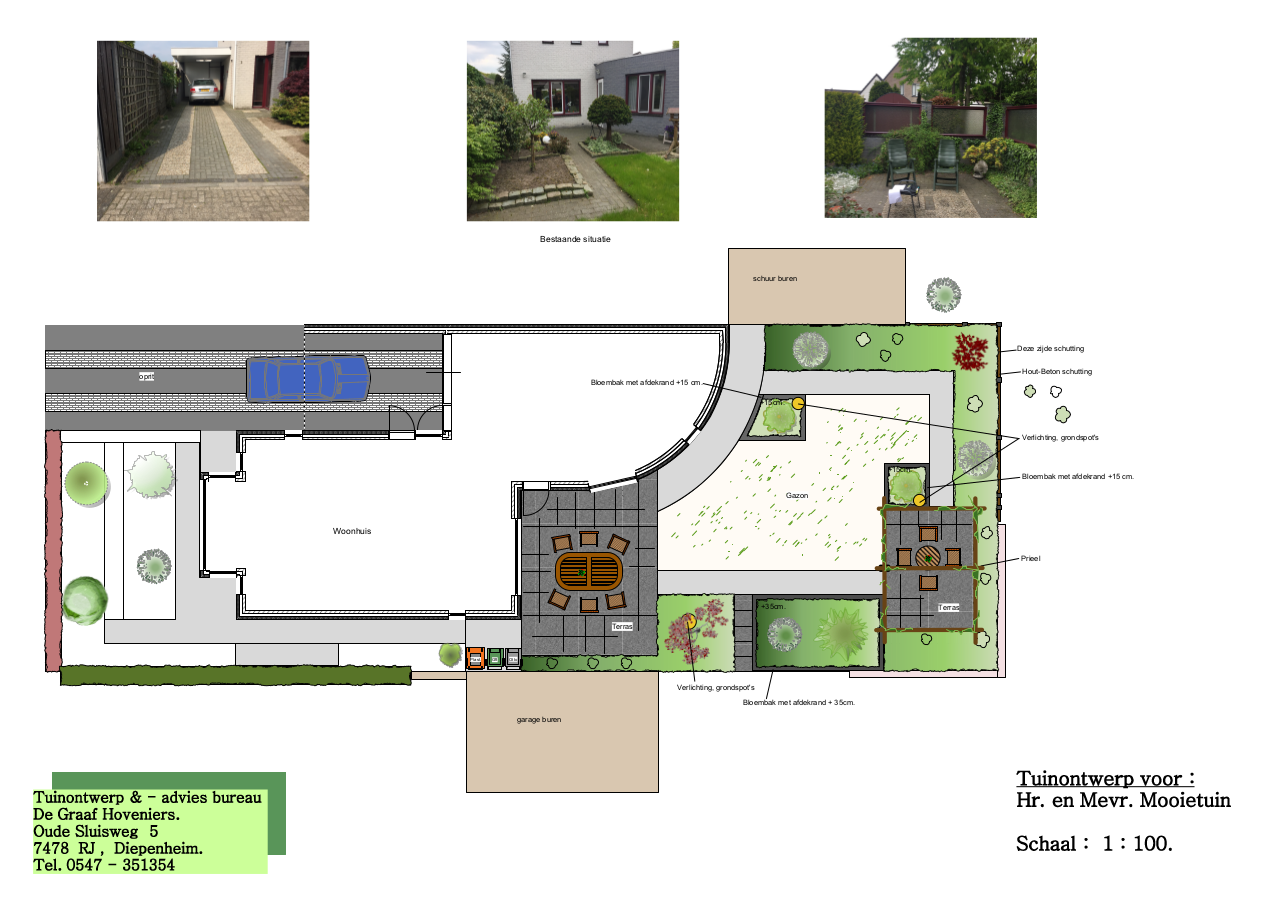 Bestaande situatie
schuur buren
Deze zijde schutting
Hout-Beton schutting
oprit
Bloembak met afdekrand +15 cm.
+15cm.
Verlichting, grondspot's
+15cm.
Bloembak met afdekrand +15 cm.
Gazon
Woonhuis
Prieel
+35cm.
Terras
Terras
Verlichting, grondspot's
Bloembak met afdekrand + 35cm.
garage buren
Tuinontwerp & - advies bureau
De Graaf Hoveniers.
Oude Sluisweg 5
7478 RJ , Diepenheim.
Tel. 0547 - 351354
Tuinontwerp voor :
Hr. en Mevr. Mooietuin
Schaal : 1 : 100.